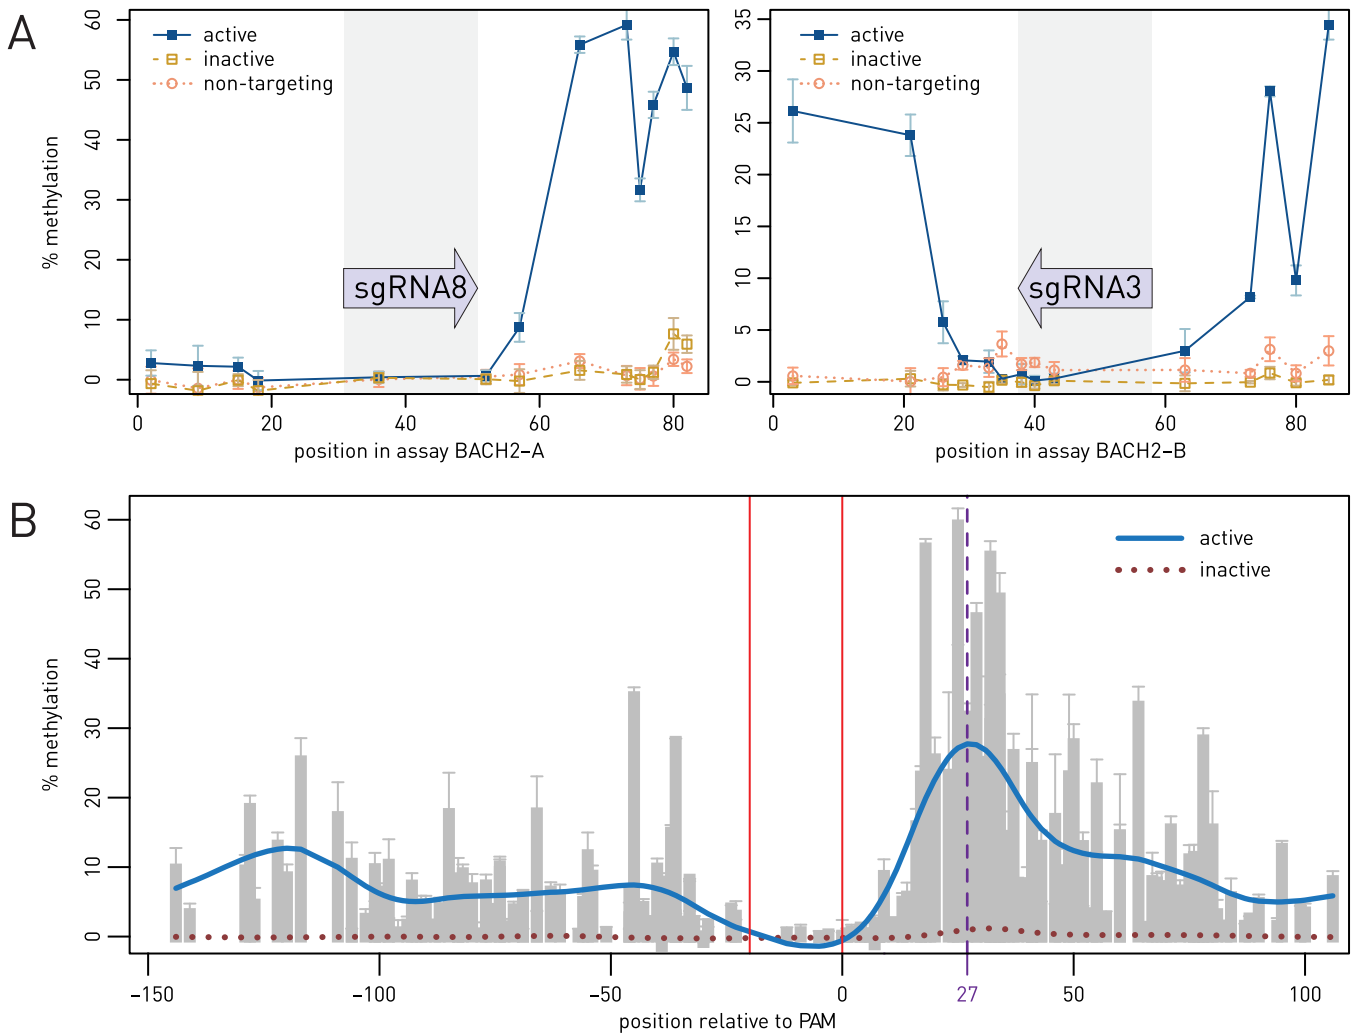 A
active
inactive
non-targeting
% methylation
60
50
40
30
20
10
0
sgRNA8
0 20 40 60 80
position in assay BACH2–A
active
inactive
non-targeting
35
30
25
20
15
10
5
0
sgRNA3
0 20 40 60 80
position in assay BACH2–B
B
active
inactive
% methylation
60
50
40
30
20
10
0
−150 −100 −50 0 27 50 100
position relative to PAM